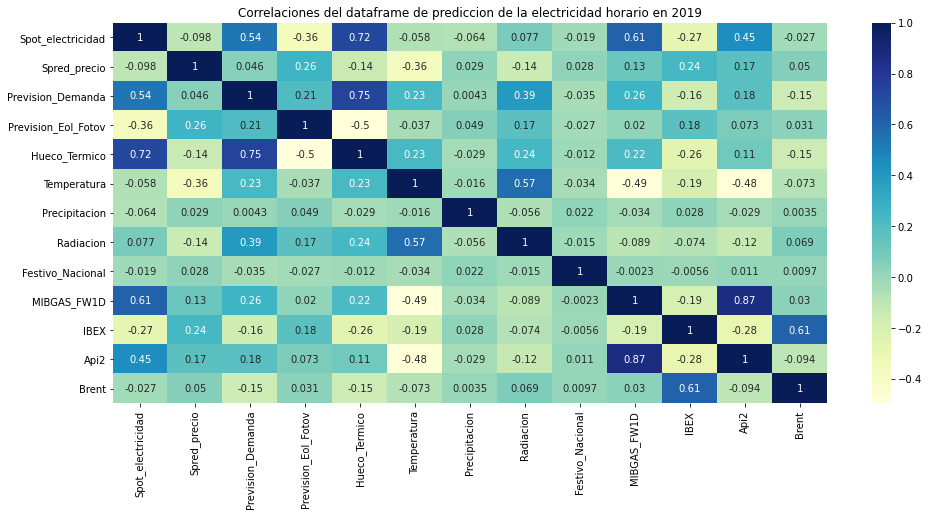 Correlaciones del dataframe de prediccion de la electricidad horario en 2019
Spot_electricidad 1 -0.098 0.54 -0.36 0.72 -0.058 -0.064 0.077 -0.019 0.61 -0.27 0.45 -0.027
Spred_precio -0.098 1 0.046 0.26 -0.14 -0.36 0.029 -0.14 0.028 0.13 0.24 0.17 0.05
Prevision_Demanda 0.54 0.046 1 0.21 0.75 0.23 0.0043 0.39 -0.035 0.26 -0.16 0.18 -0.15
Prevision_Eol_Fotov -0.36 0.26 0.21 1 -0.5 -0.037 0.049 0.17 -0.027 0.02 0.18 0.073 0.031
Hueco_Termico 0.72 -0.14 0.75 -0.5 1 0.23 -0.029 0.24 -0.012 0.22 -0.26 0.11 -0.15
Temperatura -0.058 -0.36 0.23 -0.037 0.23 1 -0.016 0.57 -0.034 -0.49 -0.19 -0.48 -0.073
Precipitacion -0.064 0.029 0.0043 0.049 -0.029 -0.016 1 -0.056 0.022 -0.034 0.028 -0.029 0.0035
Radiacion 0.077 -0.14 0.39 0.17 0.24 0.57 -0.056 1 -0.015 -0.089 -0.074 -0.12 0.069
Festivo_Nacional -0.019 0.028 -0.035 -0.027 -0.012 -0.034 0.022 -0.015 1 -0.0023 -0.0056 0.011 0.0097
MIBGAS_FW1D 0.61 0.13 0.26 0.02 0.22 -0.49 -0.034 -0.089 -0.0023 1 -0.19 0.87 0.03
IBEX -0.27 0.24 -0.16 0.18 -0.26 -0.19 0.028 -0.074 -0.0056 -0.19 1 -0.28 0.61
Api2 0.45 0.17 0.18 0.073 0.11 -0.48 -0.029 -0.12 0.011 0.87 -0.28 1 -0.094
Brent -0.027 0.05 -0.15 0.031 -0.15 -0.073 0.0035 0.069 0.0097 0.03 0.61 -0.094 1
Spot_electricidad
Spred_precio
Prevision_Demanda
Prevision_Eol_Fotov
Hueco_Termico
Temperatura
Precipitacion
Radiacion
Festivo_Nacional
MIBGAS_FW1D
IBEX
Api2
Brent
1.0
0.8
0.6
0.4
0.2
0.0
−0.2
−0.4